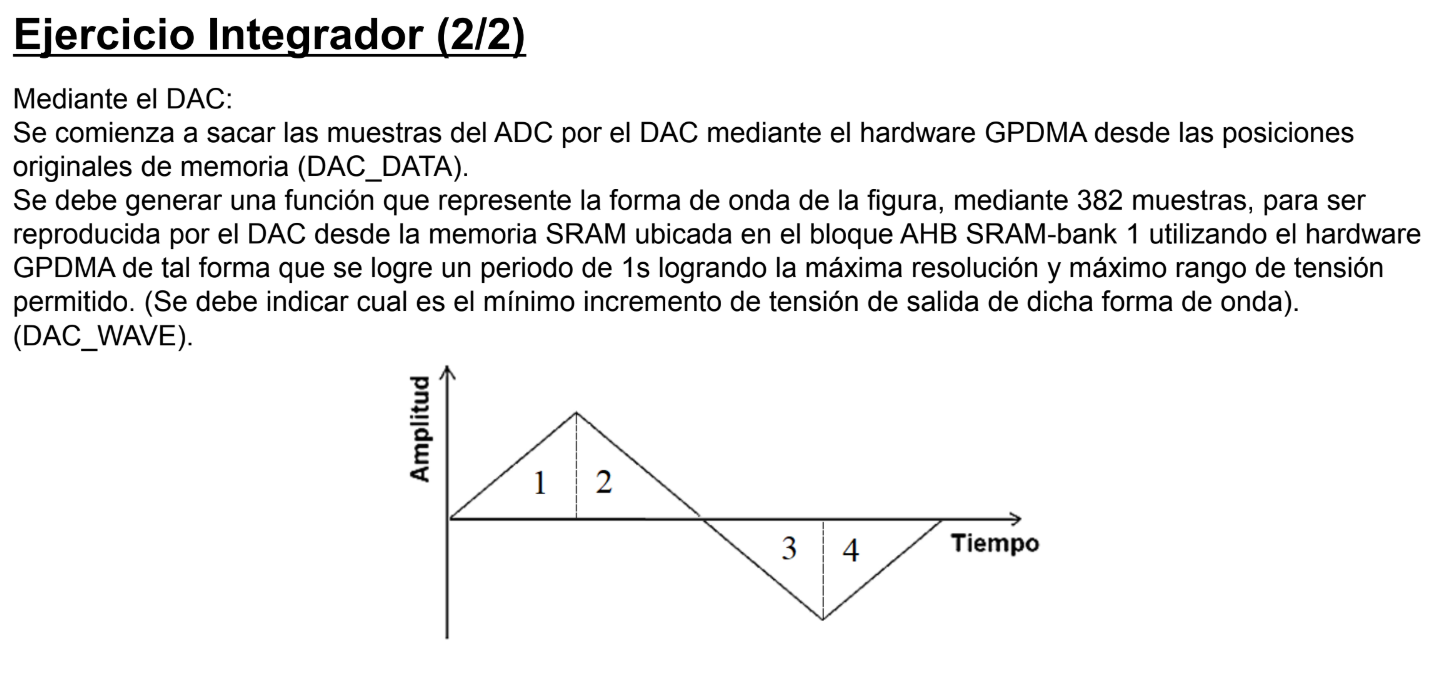 Ejercicio Integrador (2/2)
Mediante el DAC:
Se comienza a sacar las muestras del ADC por el DAC mediante el hardware GPDMA desde las posiciones
originales de memoria (DAC_DATA).
Se debe generar una función que represente la forma de onda de la figura, mediante 382 muestras, para ser
reproducida por el DAC desde la memoria SRAM ubicada en el bloque AHB SRAM-bank 1 utilizando el hardware
GPDMA de tal forma que se logre un periodo de 1s logrando la máxima resolución y máximo rango de tensión
permitido. (Se debe indicar cual es el mínimo incremento de tensión de salida de dicha forma de onda).
(DAC_WAVE).
Amplitud
1 2
3 4
Tiempo